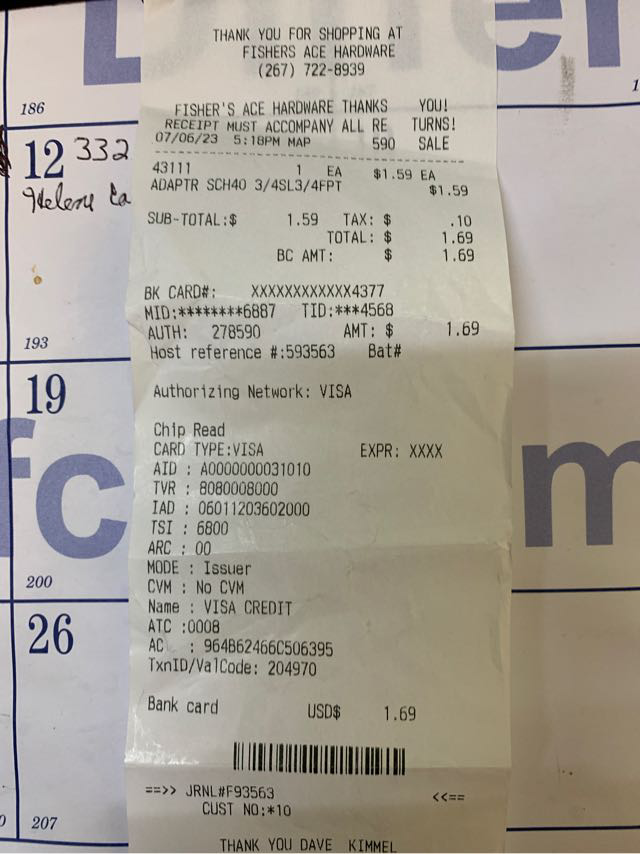 THANK YOU FOR SHOPPING AT
FISHERS ACE HARDWARE
(267) 722-8939
FISHER'S ACE HARDWARE THANKS YOU!
RECEIPT MUST ACCOMPANY ALL RE TURNS!
07/06/23 5:18PM MAP 590 SALE
43111 1 EA $1.59 EA
ADAPTR SCH40 3/4SL3/4FPT $1.59
SUB-TOTAL:$ 1.59 TAX: $ .10
TOTAL: $ 1.69
BC AMT: $ 1.69
BK CARD#: XXXXXXXXXXXX4377
MID:********6887 TID:***4568
AUTH: 278590 AMT: $ 1.69
Host reference #:593563 Bat#
Authorizing Network: VISA
Chip Read
CARD TYPE:VISA EXPR: XXXX
AID : A0000000031010
TVR : 8080008000
IAD : 06011203602000
TSI : 6800
ARC : 00
MODE : Issuer
CVM : No CVM
Name : VISA CREDIT
ATC :0008
AC : 964B62466C506395
TxnID/ValCode: 204970
Bank card USD$ 1.69
==>> JRNL#F93563 <<==
CUST NO:*10
THANK YOU DAVE KIMMEL
186
12 332
Helene
193
19
200
26
207